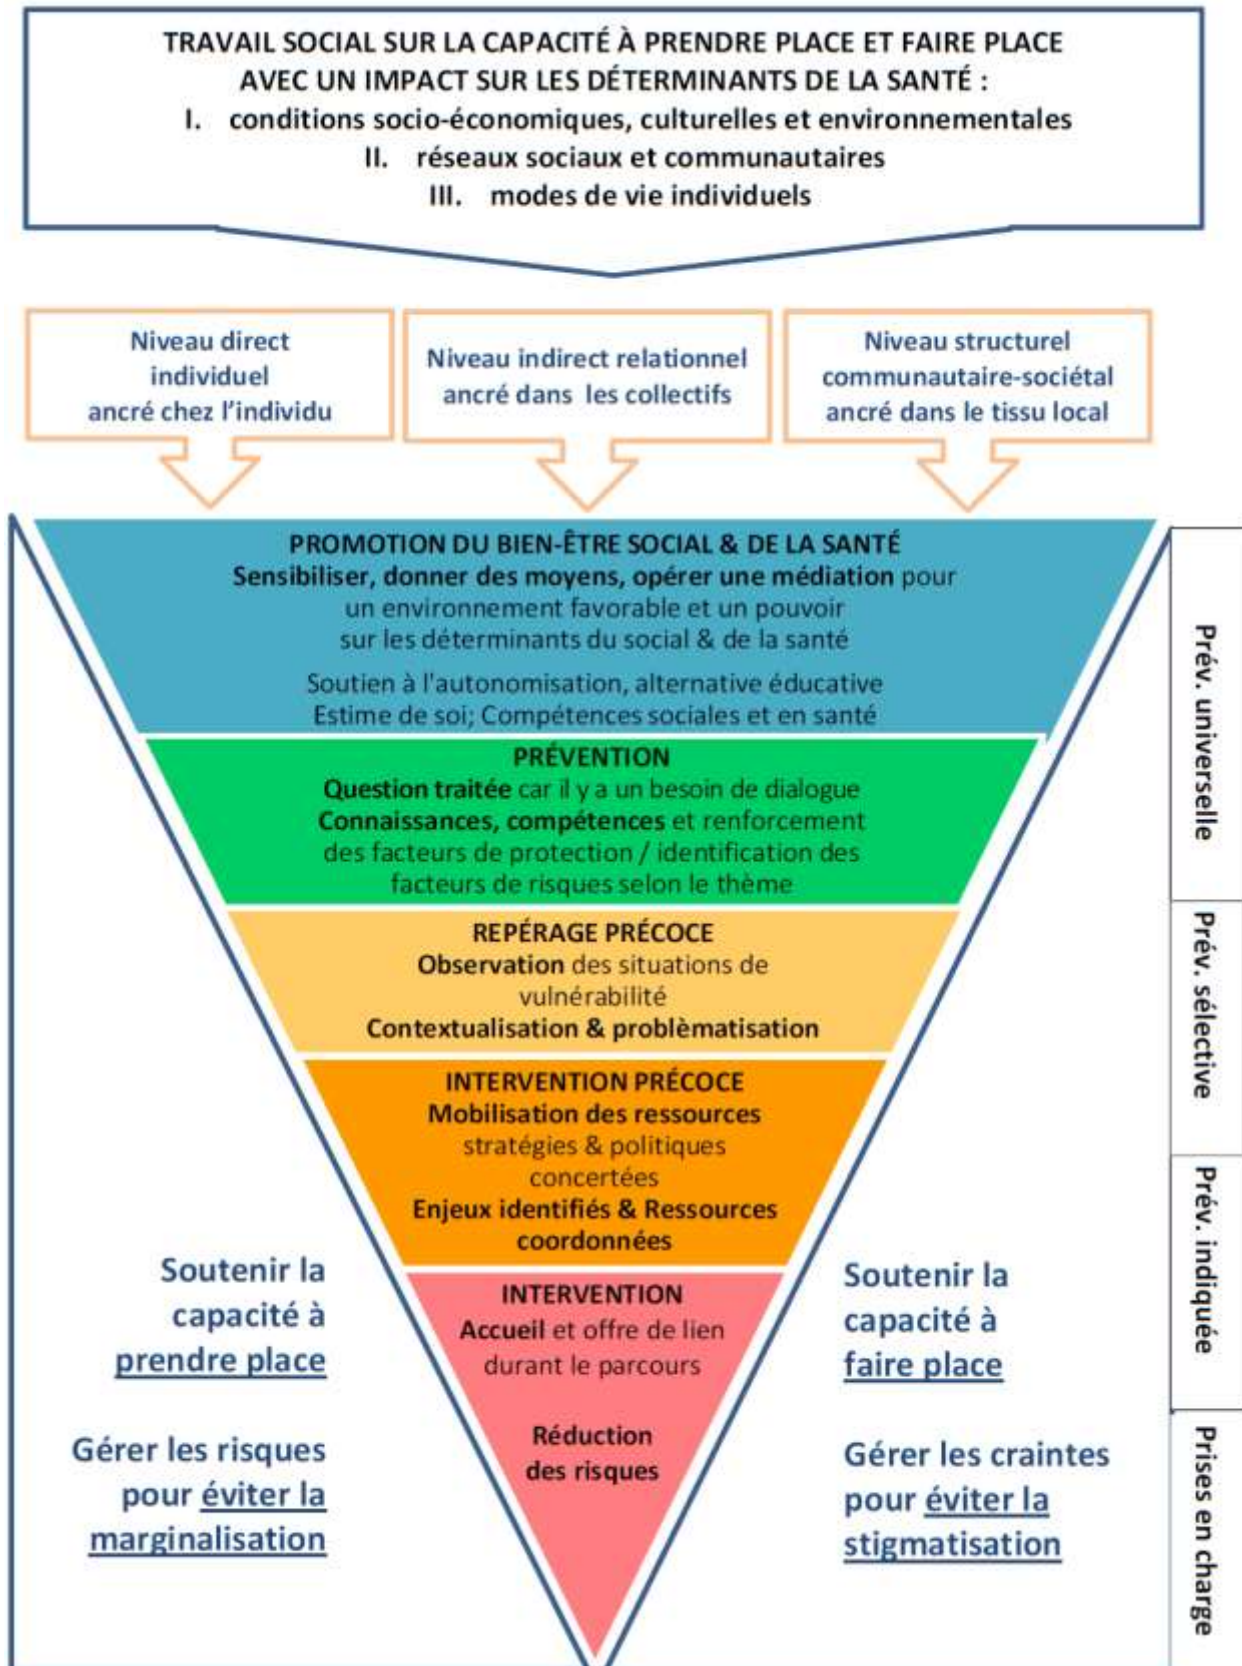 TRAVAIL SOCIAL SUR LA CAPACITÉ À PRENDRE PLACE ET FAIRE PLACE
AVEC UN IMPACT SUR LES DÉTERMINANTS DE LA SANTÉ :
I. conditions socio-économiques, culturelles et environnementales
II. réseaux sociaux et communautaires
III. modes de vie individuels
Niveau direct
individuel
ancré chez l'individu
Niveau indirect relationnel
ancré dans les collectifs
Niveau structurel
communautaire-sociétal
ancré dans le tissu local
PROMOTION DU BIEN-ÊTRE SOCIAL & DE LA SANTÉ
Sensibiliser, donner des moyens, opérer une médiation pour
un environnement favorable et un pouvoir
sur les déterminants du social & de la santé
Soutien à l'autonomisation, alternative éducative
Estime de soi; Compétences sociales et en santé
PRÉVENTION
Question traitée car il y a un besoin de dialogue
Connaissances, compétences et renforcement
des facteurs de protection / identification des
facteurs de risques selon le thème
REPÉRAGE PRÉCOCE
Observation des situations de
vulnérabilité
Contextualisation & problèmatisation
INTERVENTION PRÉCOCE
Mobilisation des ressources
stratégies & politiques
concertées
Enjeux identifiés & Ressources
coordonnées
INTERVENTION
Accueil et offre de lien
durant le parcours
Réduction
des risques
Soutenir la
capacité à
prendre place
Gérer les risques
pour éviter la
marginalisation
Soutenir la
capacité à
faire place
Gérer les craintes
pour éviter la
stigmatisation
Prév. universelle
Prév. sélective
Prév. indiquée
Prises en charge